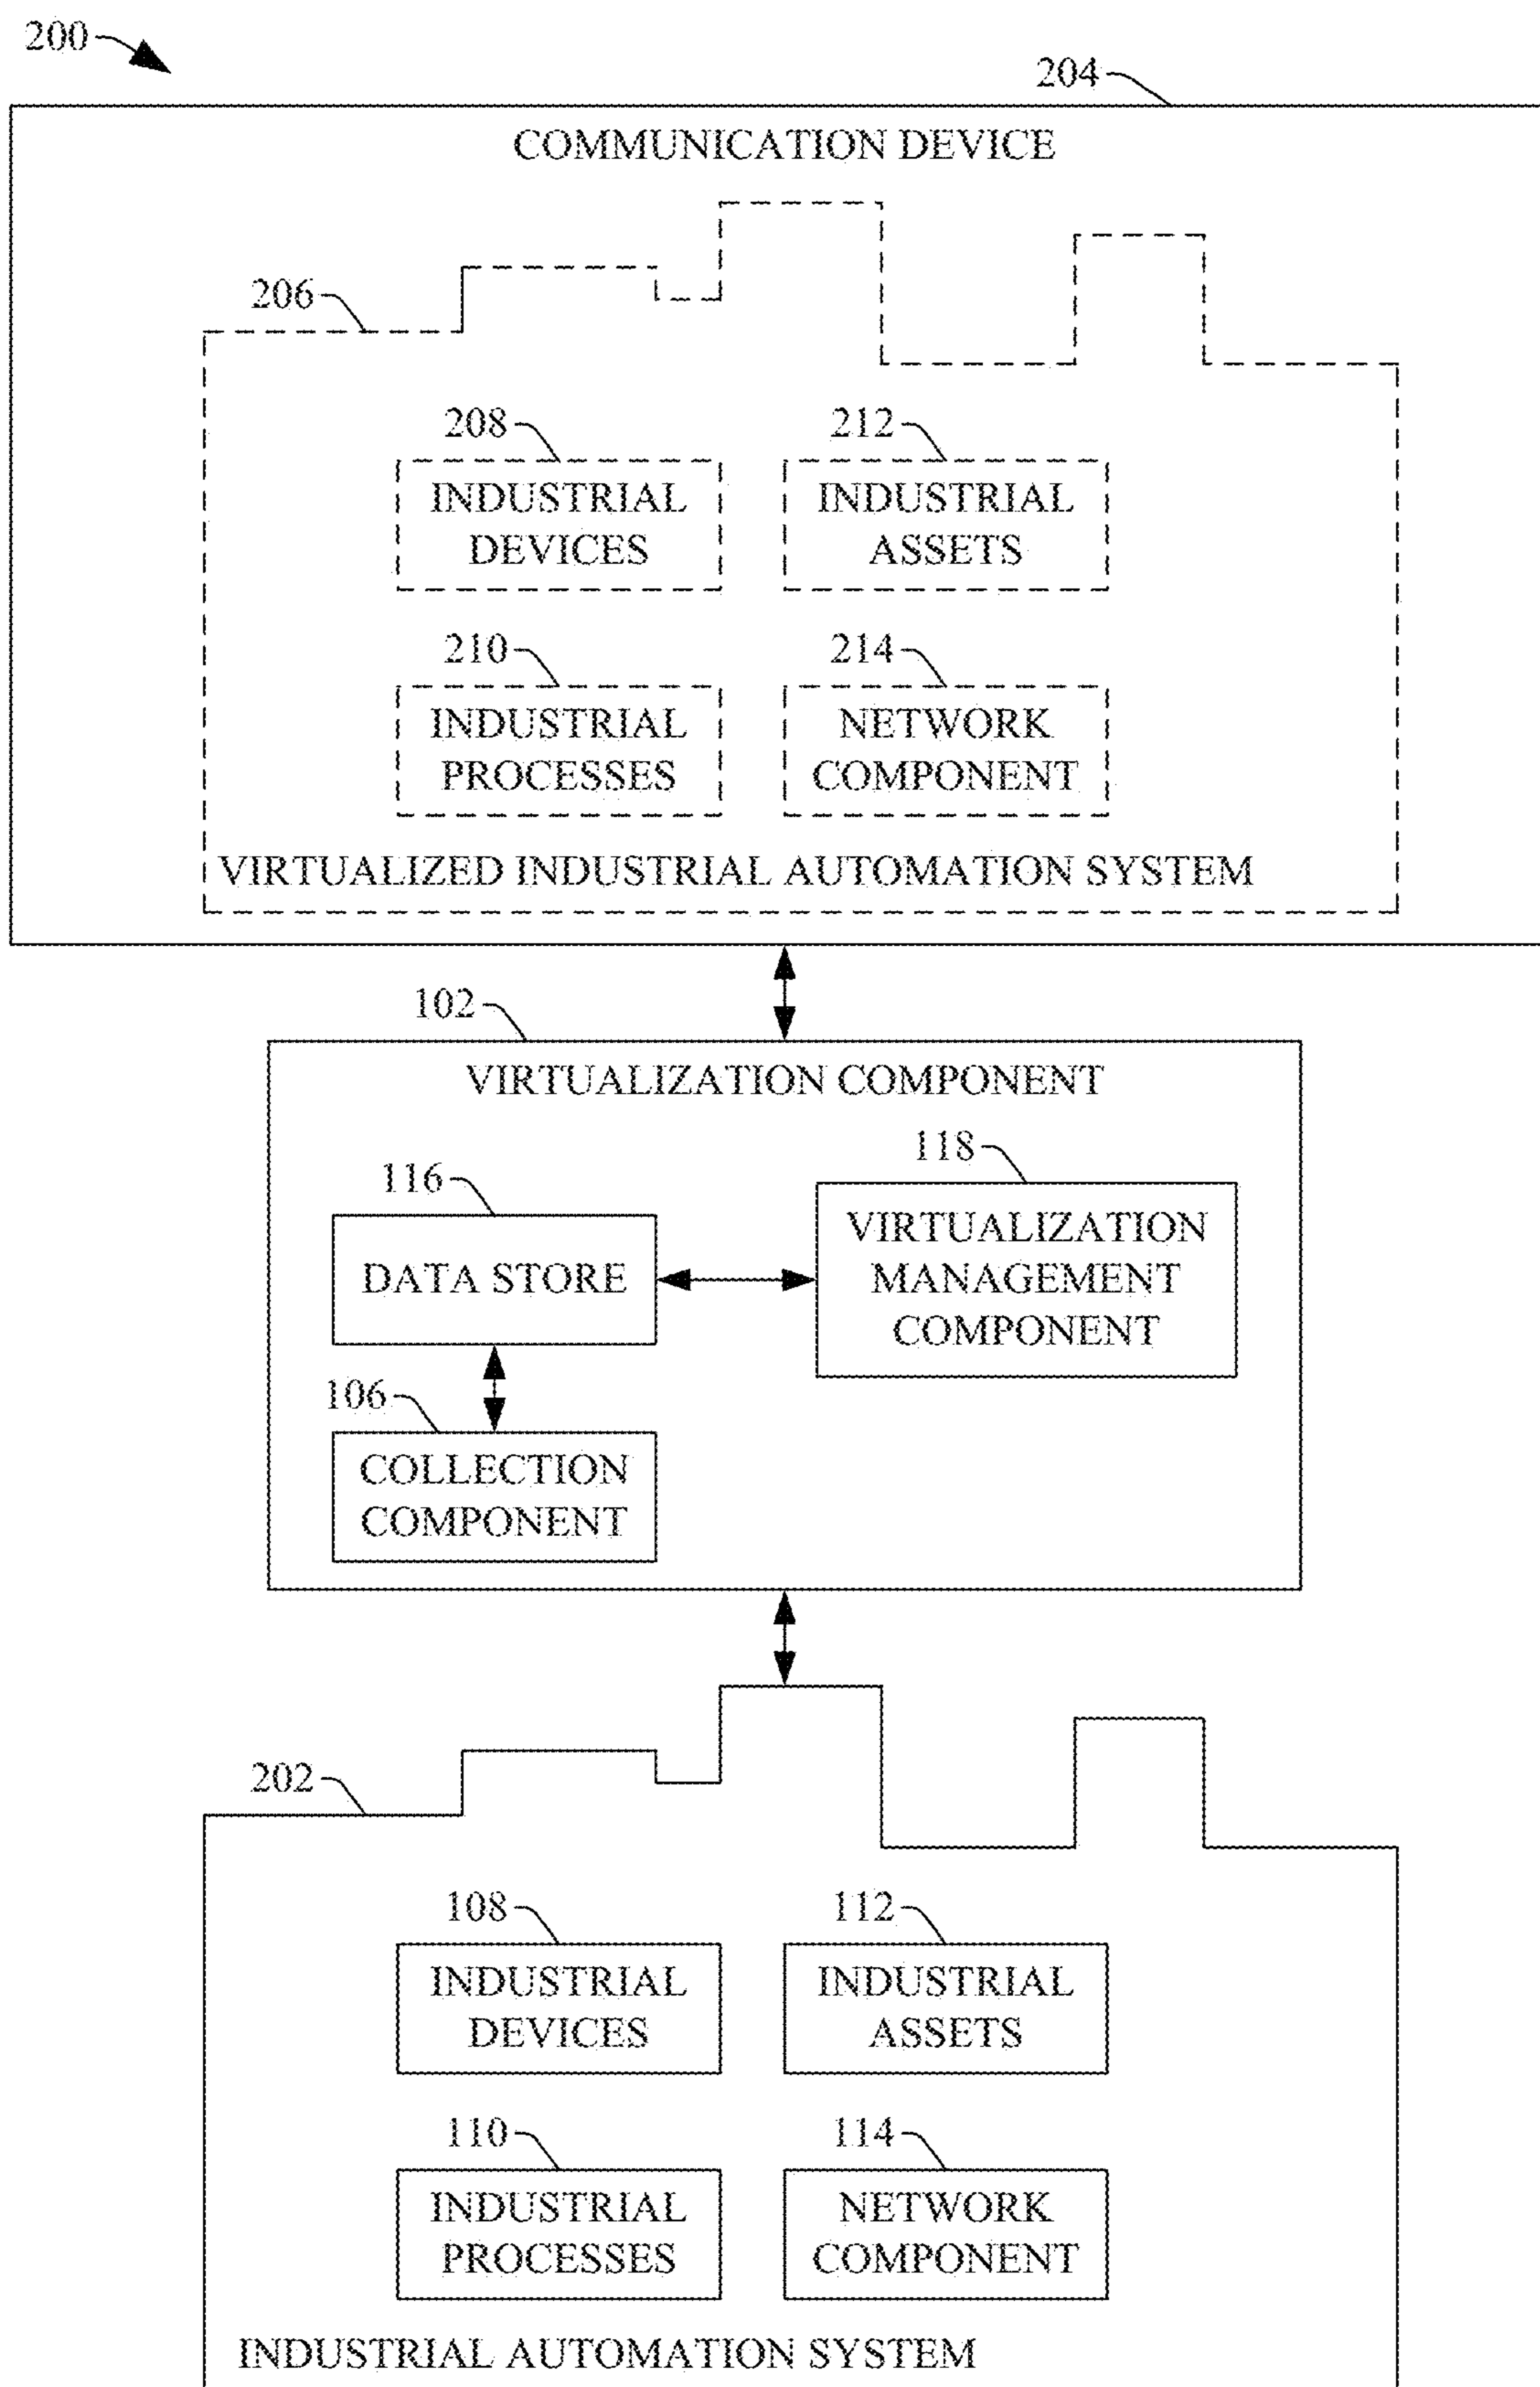 200
204
COMMUNICATION DEVICE
206
208
212
INDUSTRIAL
DEVICES
INDUSTRIAL
ASSETS
210
214
INDUSTRIAL
PROCESSES
NETWORK
COMPONENT
VIRTUALIZED INDUSTRIAL AUTOMATION SYSTEM
102
VIRTUALIZATION COMPONENT
118
116
DATA STORE
VIRTUALIZATION
MANAGEMENT
COMPONENT
106
COLLECTION
COMPONENT
202
108
112
INDUSTRIAL
DEVICES
INDUSTRIAL
ASSETS
110
114
INDUSTRIAL
PROCESSES
NETWORK
COMPONENT
INDUSTRIAL AUTOMATION SYSTEM